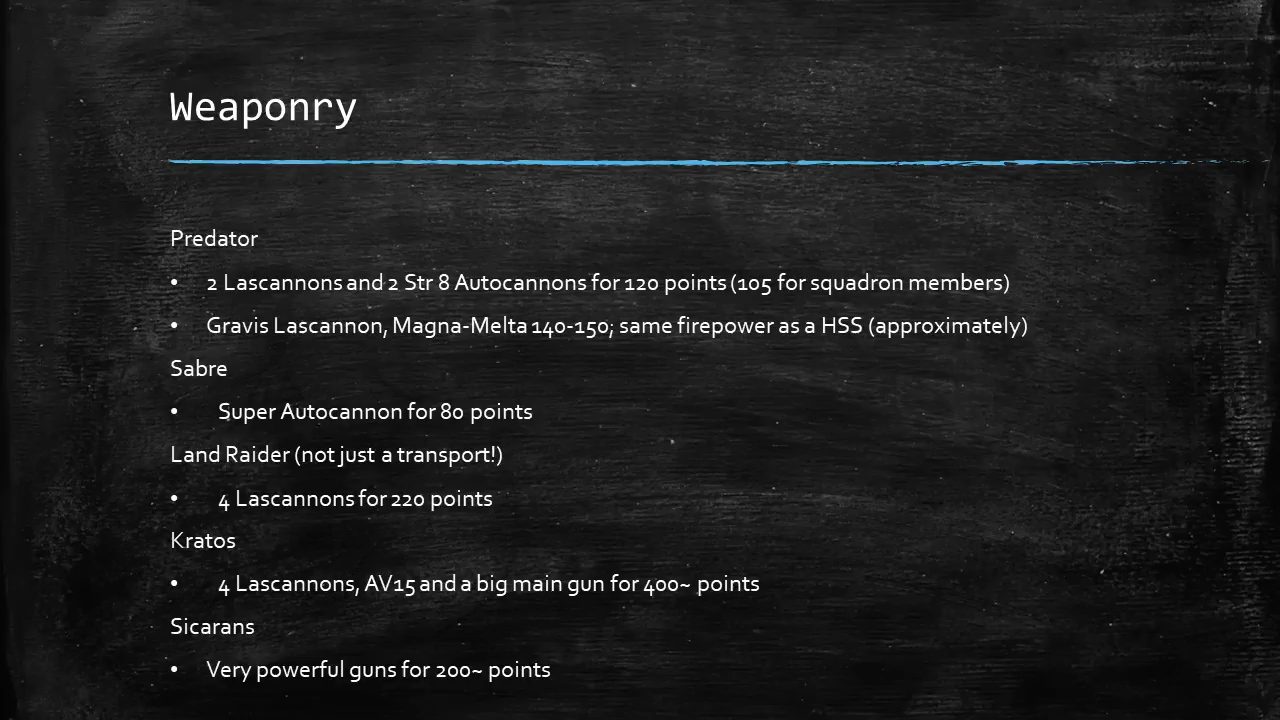 Weaponry
Predator
• 2 Lascannons and 2 Str 8 Autocannons for 120 points (105 for squadron members)
• Gravis Lascannon, Magna-Melta 140-150; same firepower as a HSS (approximately)
Sabre
• Super Autocannon for 80 points
Land Raider (not just a transport!)
• 4 Lascannons for 220 points
Kratos
• 4 Lascannons, AV15 and a big main gun for 400~ points
Sicarans
• Very powerful guns for 200~ points